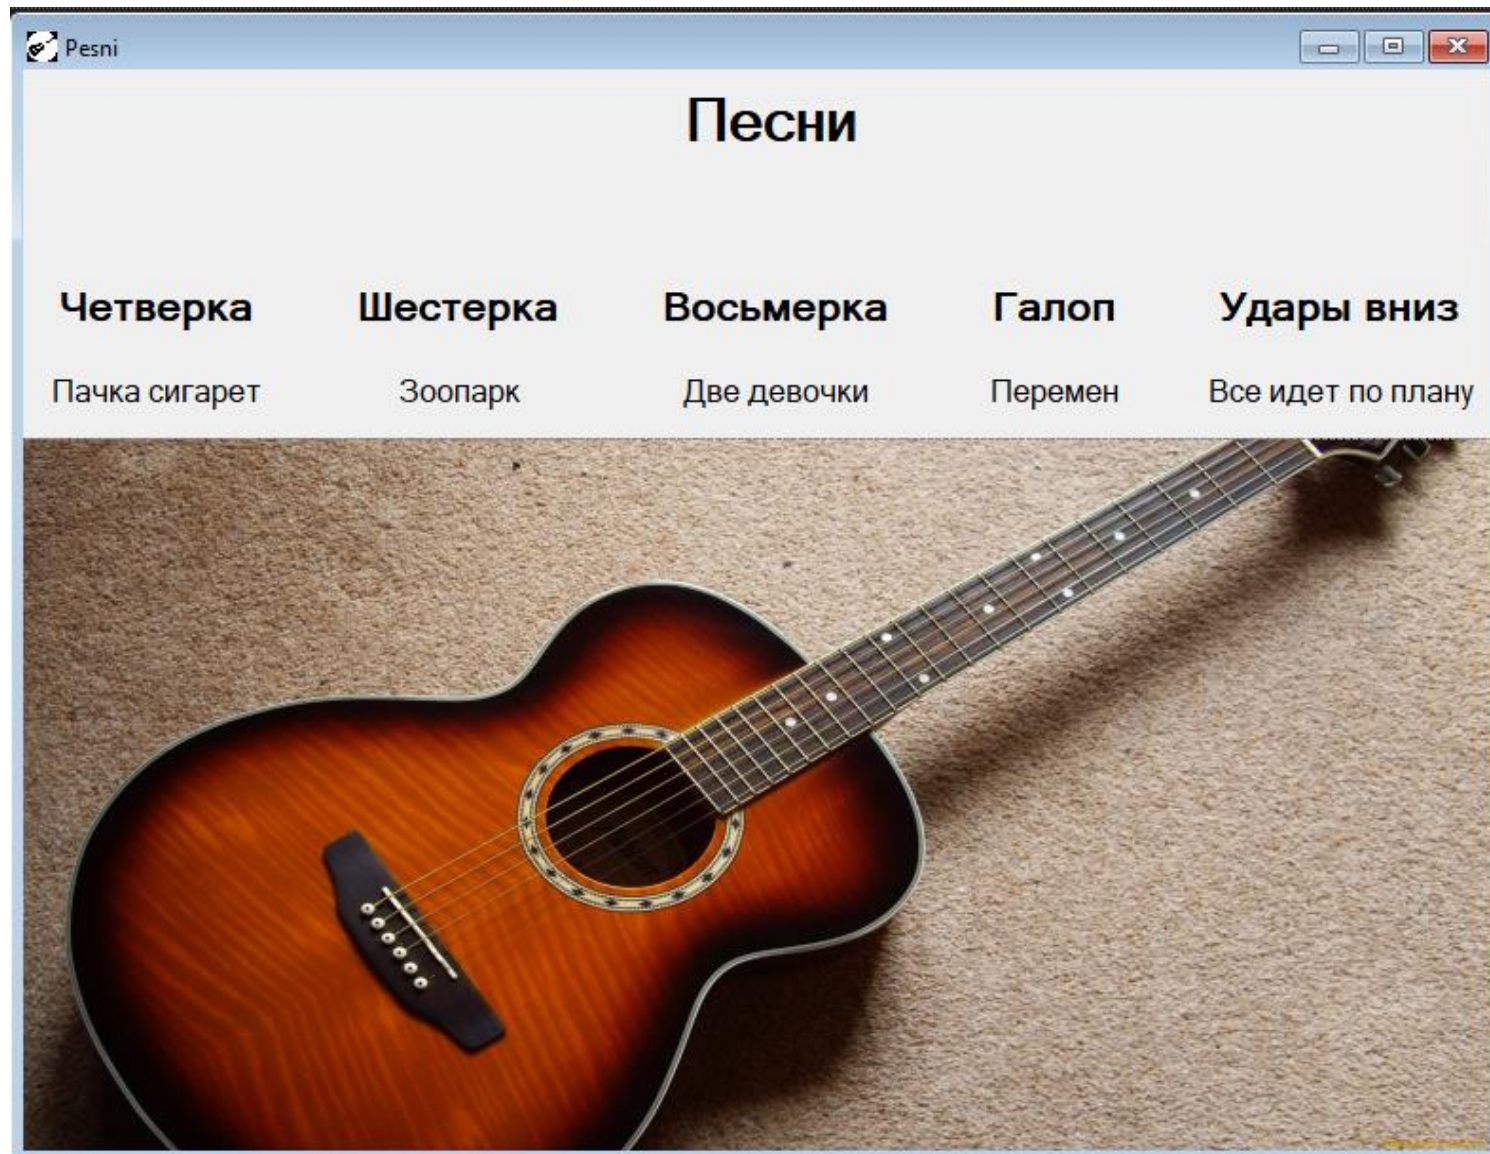 Pesni
Песни
Четверка Шестерка Восьмерка Галоп Удары вниз
Пачка сигарет Зоопарк Две девочки Перемен Все идет по плану